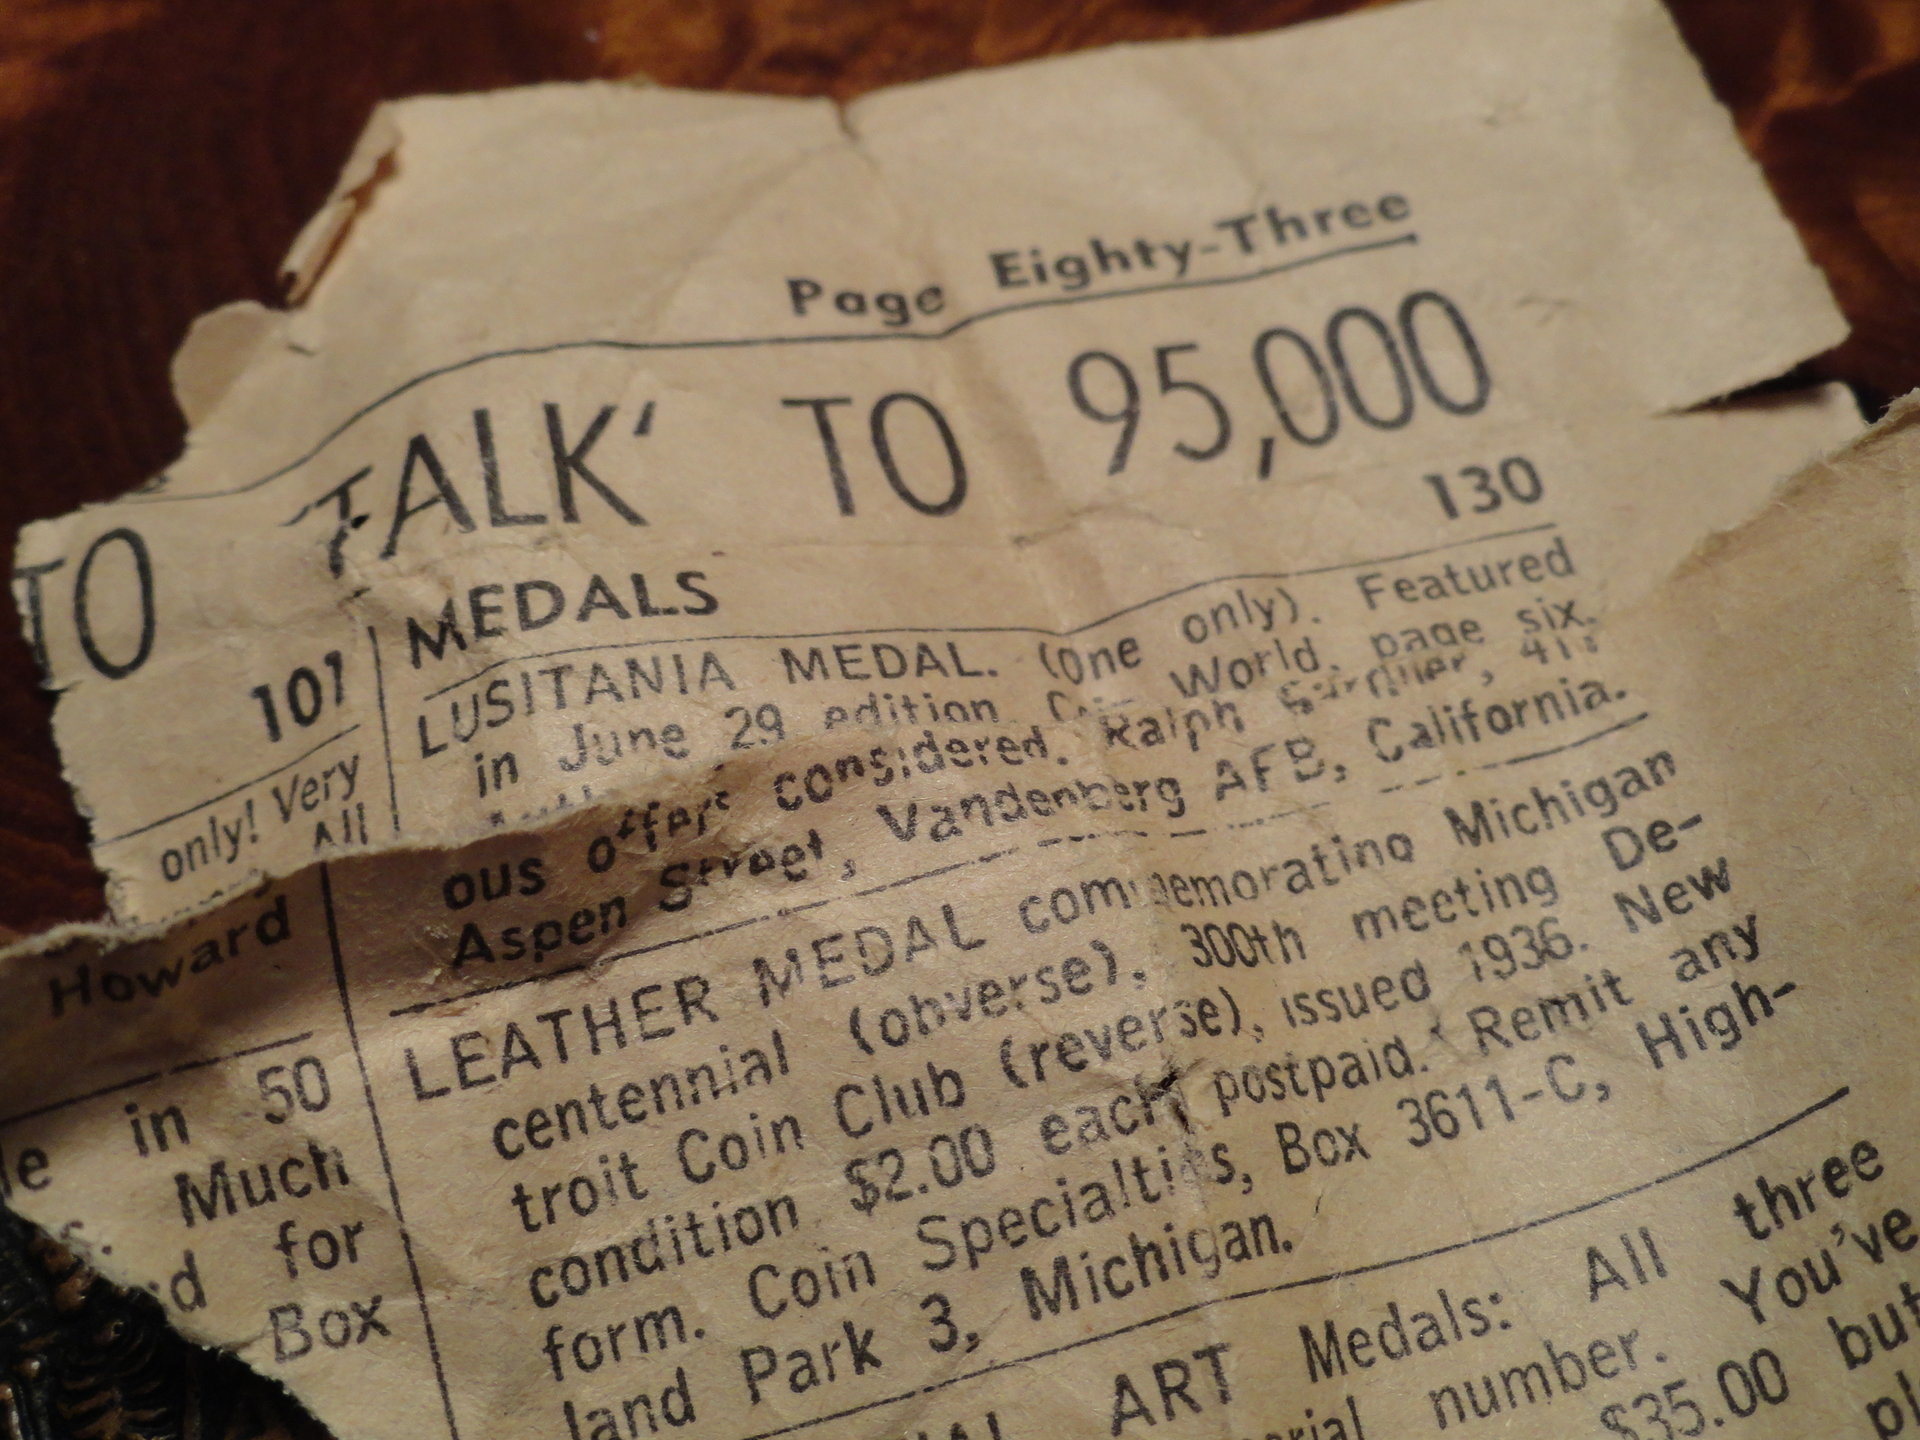 Page Eighty-Three
TO TALK' TO 95,000
101
only! Very
All
Howard
in 50
Much
for
Box
MEDALS 130
LUSITANIA MEDAL. (One only). Featured
in June 29 edition World, page six.
ous offers considered. Ralph
Aspen Street, Vandenberg AFB, California.
LEATHER MEDAL commemorating Michigan
centennial (obverse), 300th meeting De-
troit Coin Club (reverse), issued 1936. New
condition $2.00 each postpaid. Remit any
form. Coin Specialties, Box 3611-C, High-
land Park 3, Michigan.
ART Medals: All three
number. You've
$35.00 but